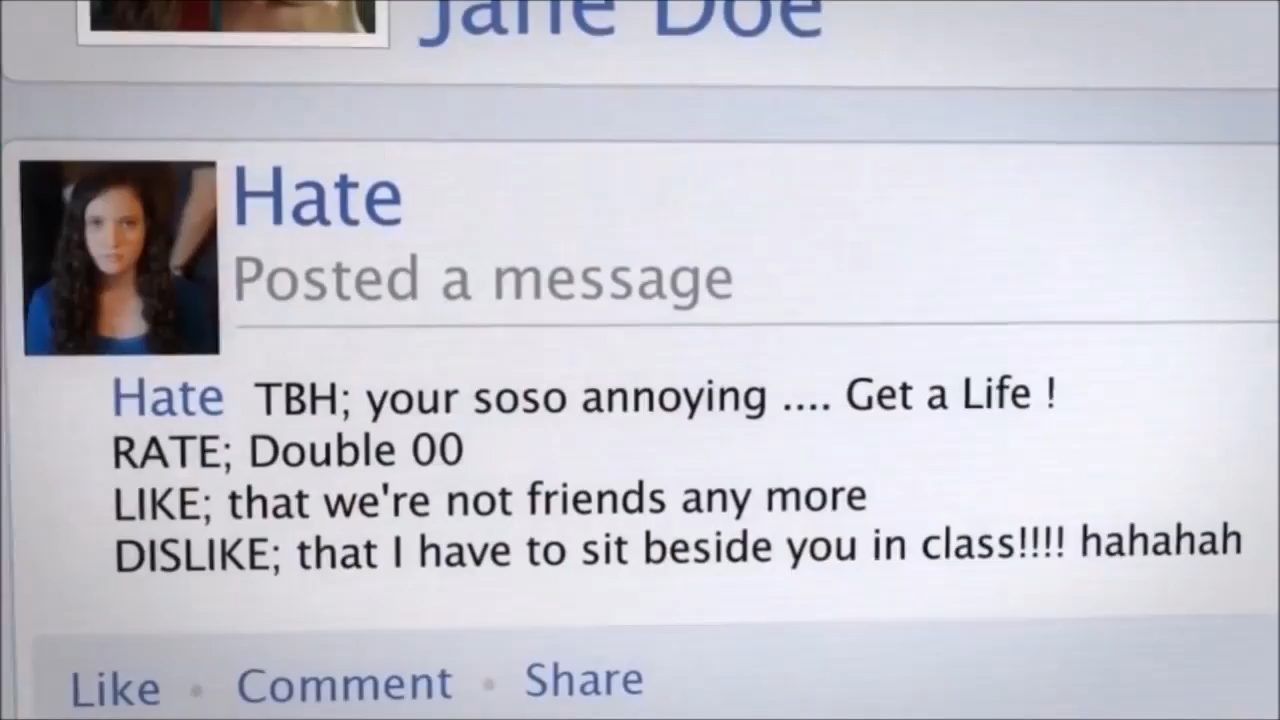 Jane Doe
Hate
Posted a message
Hate TBH; your soso annoying .... Get a Life !
RATE; Double 00
LIKE; that we're not friends any more
DISLIKE; that I have to sit beside you in class!!!! hahahah
Like • Comment • Share